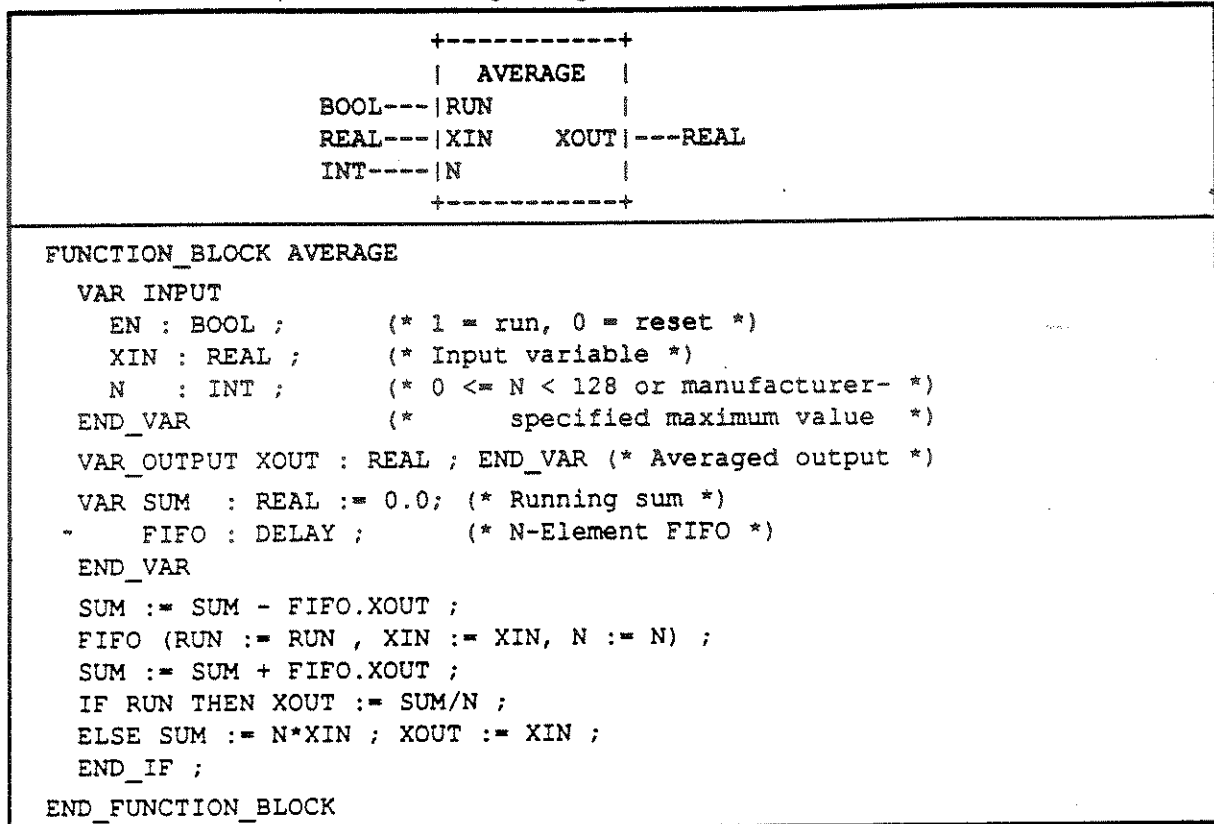 +------------+
| AVERAGE |
BOOL---|RUN |
REAL---|XIN XOUT|---REAL
INT----|N |
+------------+
FUNCTION_BLOCK AVERAGE
VAR INPUT
EN : BOOL ; (* 1 = run, 0 = reset *)
XIN : REAL ; (* Input variable *)
N : INT ; (* 0 <= N < 128 or manufacturer- *)
END_VAR (* specified maximum value *)
VAR_OUTPUT XOUT : REAL ; END_VAR (* Averaged output *)
VAR SUM : REAL := 0.0; (* Running sum *)
FIFO : DELAY ; (* N-Element FIFO *)
END_VAR
SUM := SUM - FIFO.XOUT ;
FIFO (RUN := RUN , XIN := XIN, N := N) ;
SUM := SUM + FIFO.XOUT ;
IF RUN THEN XOUT := SUM/N ;
ELSE SUM := N*XIN ; XOUT := XIN ;
END_IF ;
END_FUNCTION_BLOCK